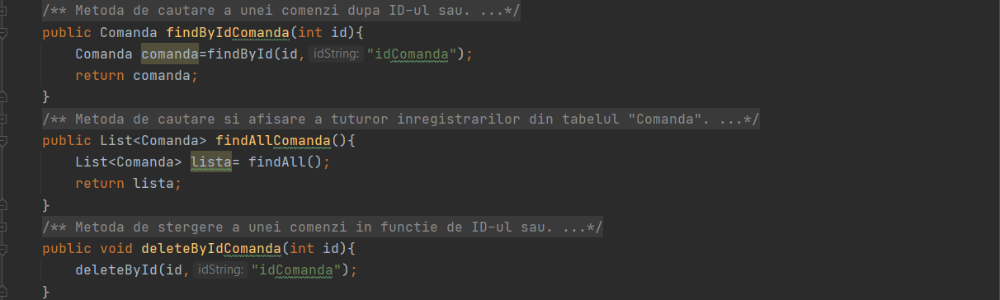 /** Metoda de cautare a unei comenzi dupa ID-ul sau. ...*/
public Comanda findByIdComanda(int id){
Comanda comanda=findById(id, idString: "idComanda");
return comanda;
}
/** Metoda de cautare si afisare a tuturor inregistrarilor din tabelul "Comanda". ...*/
public List<Comanda> findAllComanda(){
List<Comanda> lista= findAll();
return lista;
}
/** Metoda de stergere a unei comenzi in functie de ID-ul sau. ...*/
public void deleteByIdComanda(int id){
deleteById(id, idString: "idComanda");
}